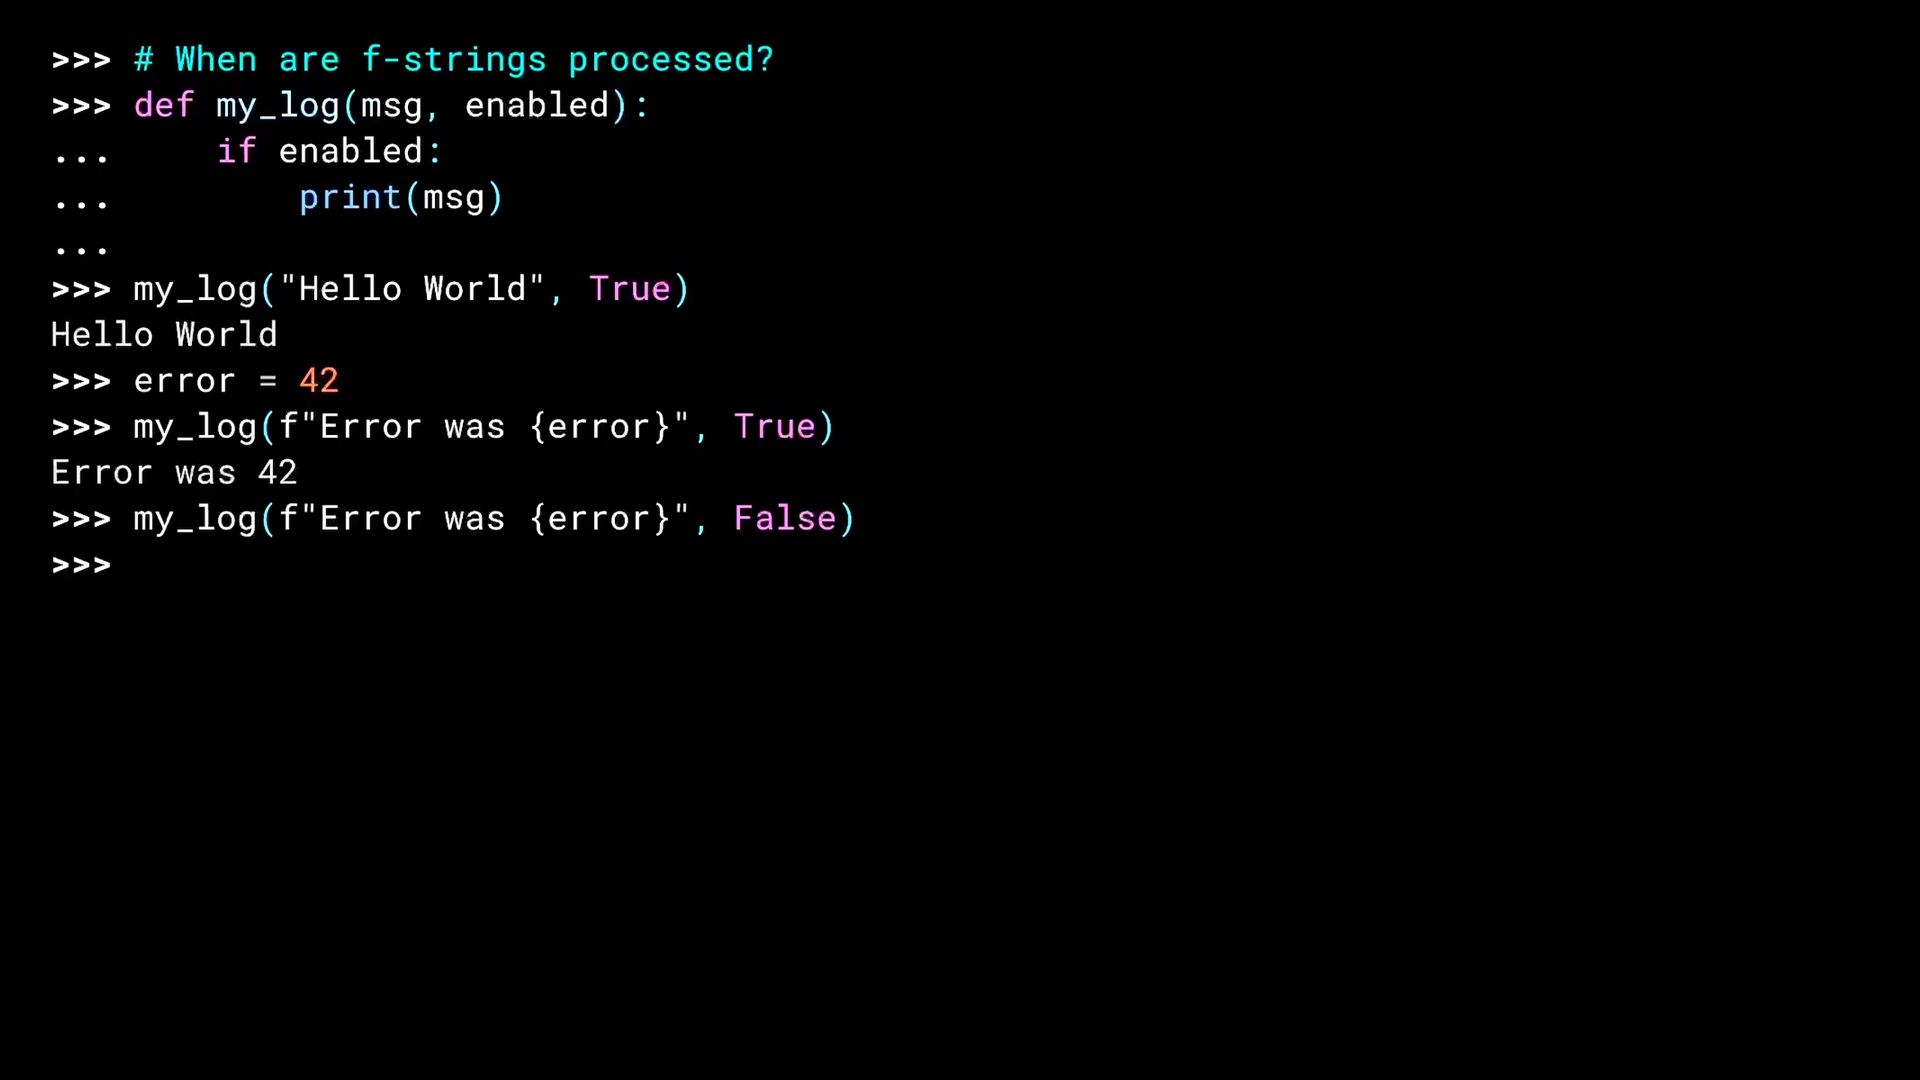 >>> # When are f-strings processed?
>>> def my_log(msg, enabled):
...     if enabled:
...         print(msg)
...
>>> my_log("Hello World", True)
Hello World
>>> error = 42
>>> my_log(f"Error was {error}", True)
Error was 42
>>> my_log(f"Error was {error}", False)
>>>